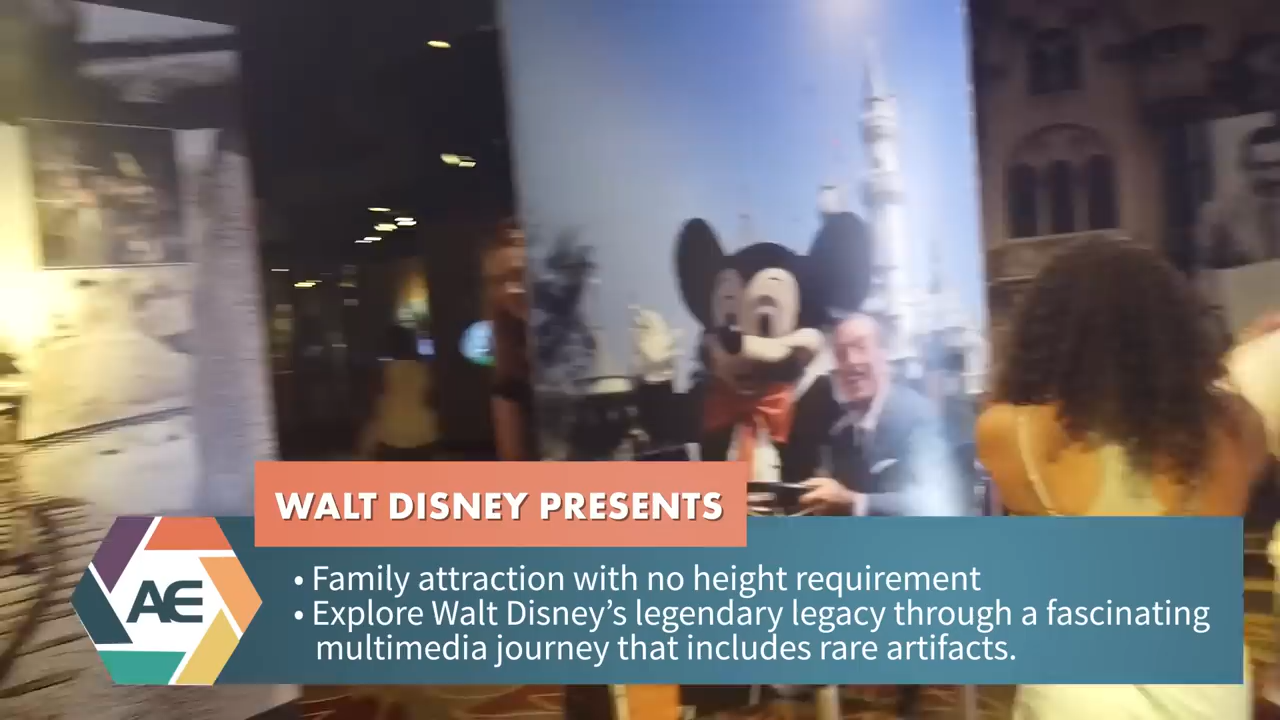 WALT DISNEY PRESENTS
AE
• Family attraction with no height requirement
• Explore Walt Disney’s legendary legacy through a fascinating
multimedia journey that includes rare artifacts.